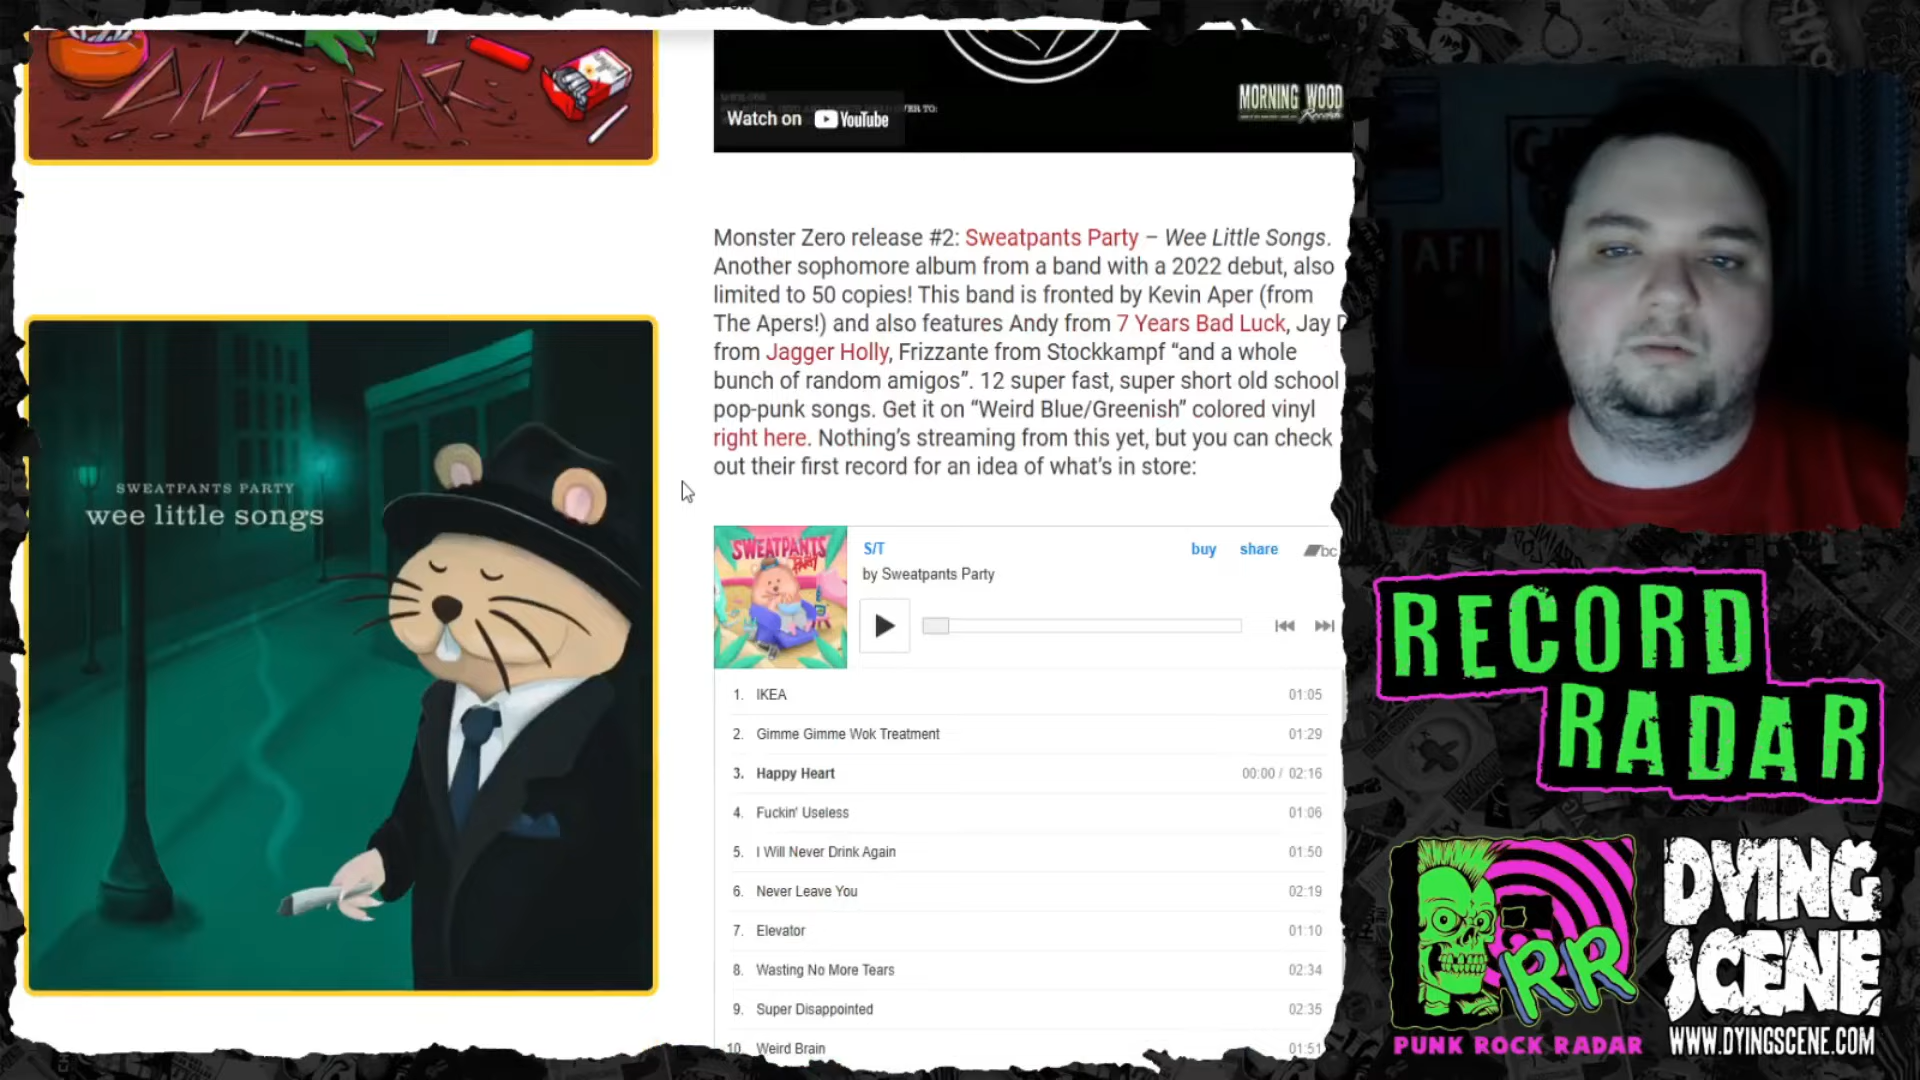 ONE BAR
Watch on YouTube
MORNING WOOD
Records
Monster Zero release #2: Sweatpants Party – Wee Little Songs.
Another sophomore album from a band with a 2022 debut, also
limited to 50 copies! This band is fronted by Kevin Aper (from
The Apers!) and also features Andy from 7 Years Bad Luck, Jay D
from Jagger Holly, Frizzante from Stockkampf “and a whole
bunch of random amigos”. 12 super fast, super short old school
pop-punk songs. Get it on “Weird Blue/Greenish” colored vinyl
right here. Nothing’s streaming from this yet, but you can check
out their first record for an idea of what’s in store:
SWEATPANTS PARTY
wee little songs
SWEATPANTS
PARTY
S/T
buy share bc
by Sweatpants Party
1. IKEA 01:05
2. Gimme Gimme Wok Treatment 01:29
3. Happy Heart 00:00 / 02:16
4. Fuckin' Useless 01:06
5. I Will Never Drink Again 01:50
6. Never Leave You 02:19
7. Elevator 01:10
8. Wasting No More Tears 02:34
9. Super Disappointed 02:35
10. Weird Brain 01:51
AFI
RECORD
RADAR
RR
PUNK ROCK RADAR
DYING
SCENE
WWW.DYINGSCENE.COM